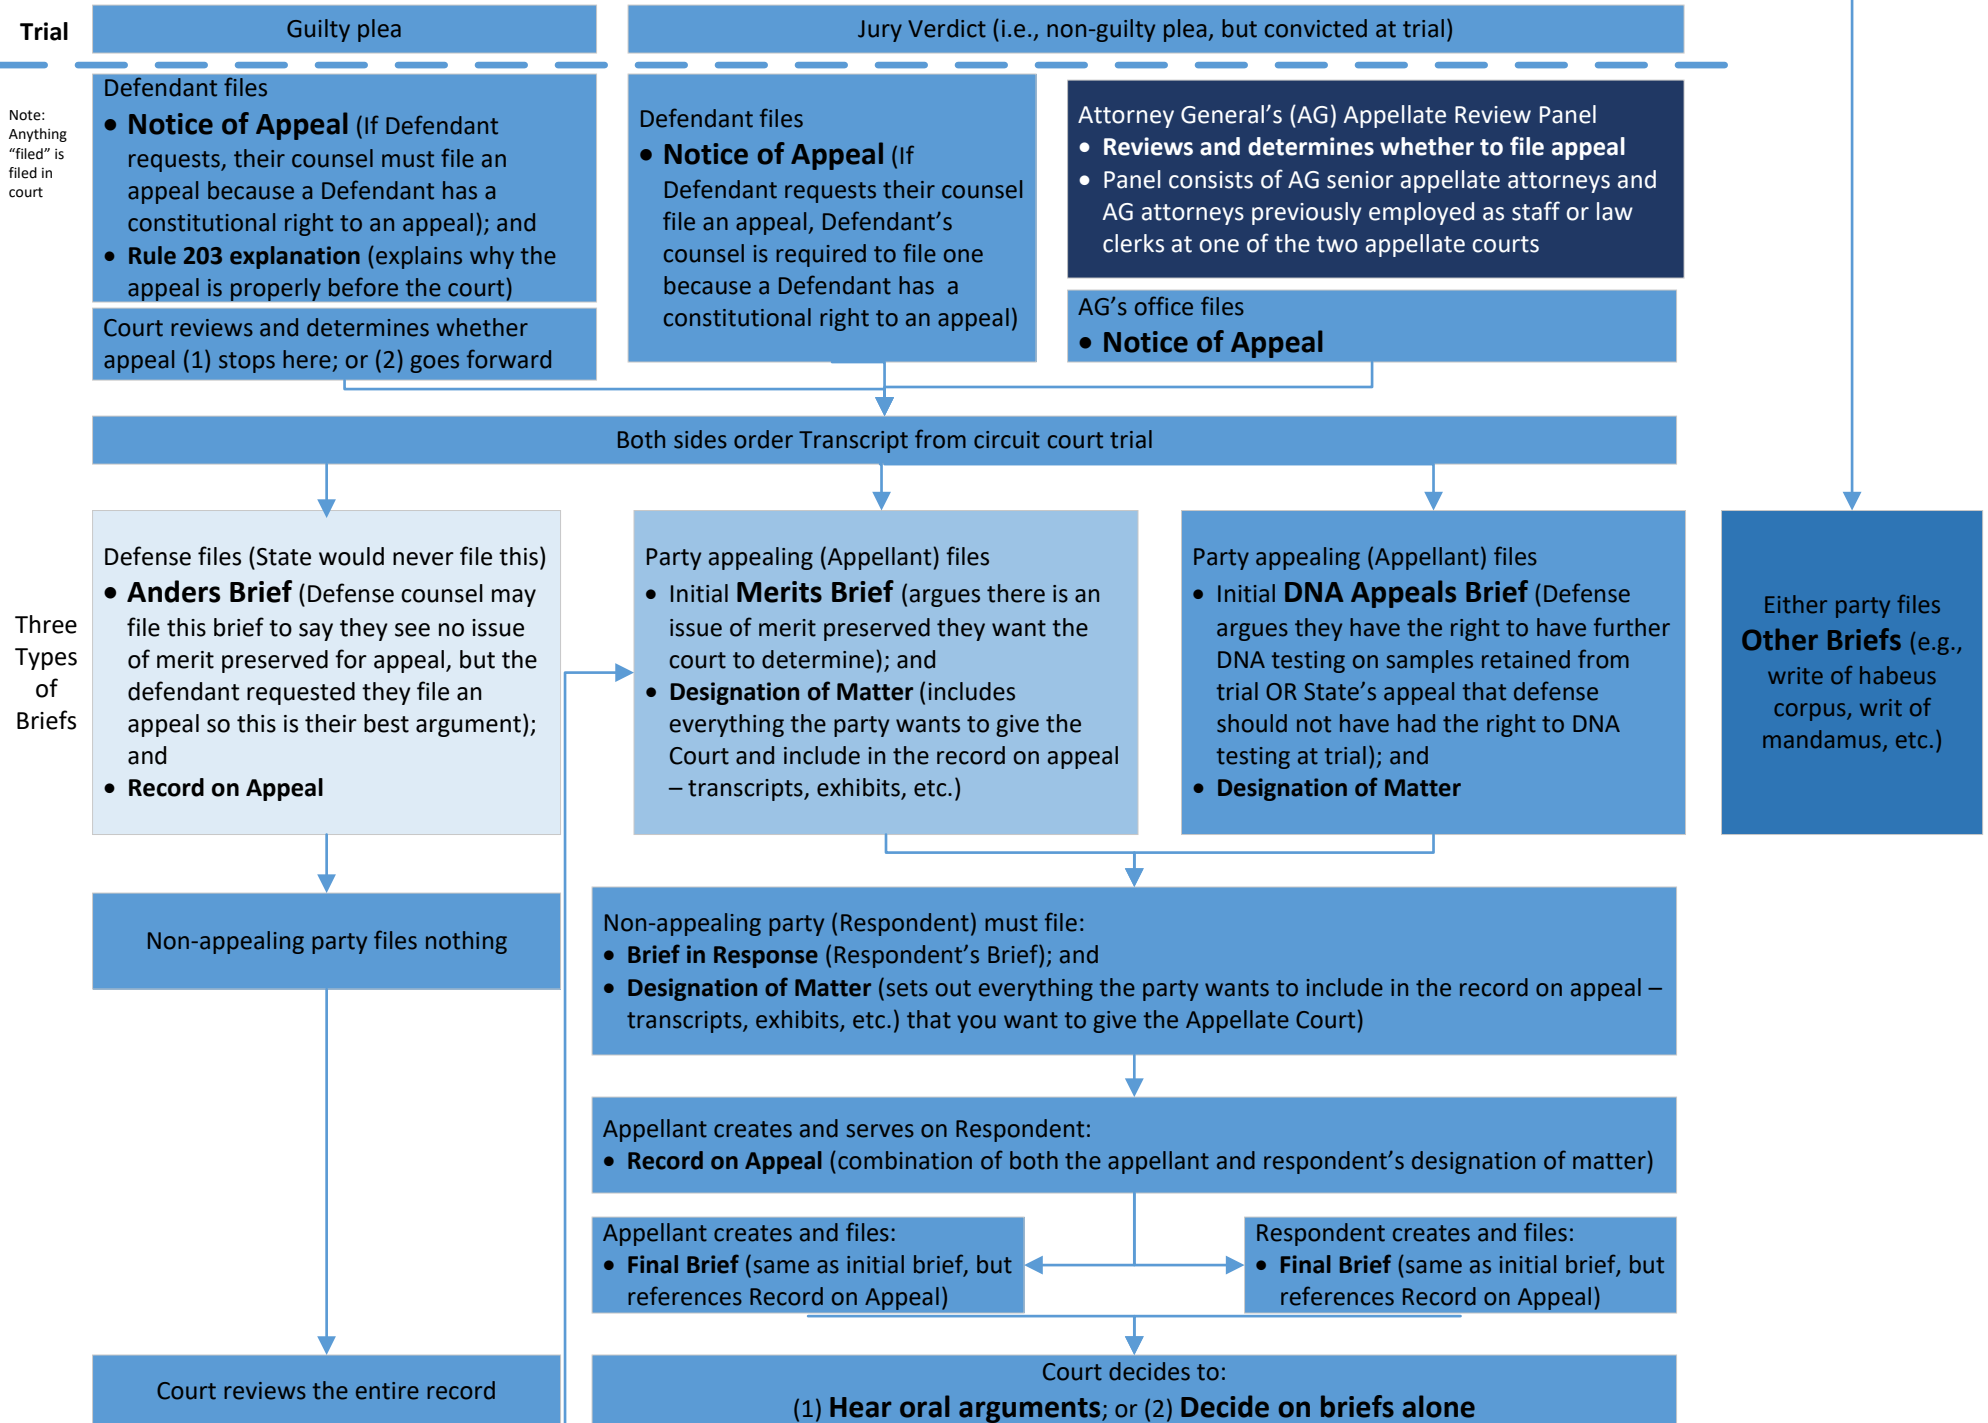 Trial
Guilty plea
Jury Verdict (i.e., non-guilty plea, but convicted at trial)
Note:
Anything
“filed” is
filed in
court
Defendant files
• Notice of Appeal (If Defendant
requests, their counsel must file an
appeal because a Defendant has a
constitutional right to an appeal); and
• Rule 203 explanation (explains why the
appeal is properly before the court)
Court reviews and determines whether
appeal (1) stops here; or (2) goes forward
Defendant files
• Notice of Appeal (If
Defendant requests their counsel
file an appeal, Defendant’s
counsel is required to file one
because a Defendant has a
constitutional right to an appeal)
Attorney General’s (AG) Appellate Review Panel
• Reviews and determines whether to file appeal
• Panel consists of AG senior appellate attorneys and
AG attorneys previously employed as staff or law
clerks at one of the two appellate courts
AG’s office files
• Notice of Appeal
Both sides order Transcript from circuit court trial
Three
Types
of
Briefs
Defense files (State would never file this)
• Anders Brief (Defense counsel may
file this brief to say they see no issue
of merit preserved for appeal, but the
defendant requested they file an
appeal so this is their best argument);
and
• Record on Appeal
Party appealing (Appellant) files
• Initial Merits Brief (argues there is an
issue of merit preserved they want the
court to determine); and
• Designation of Matter (includes
everything the party wants to give the
Court and include in the record on appeal
– transcripts, exhibits, etc.)
Party appealing (Appellant) files
• Initial DNA Appeals Brief (Defense
argues they have the right to have further
DNA testing on samples retained from
trial OR State’s appeal that defense
should not have had the right to DNA
testing at trial); and
• Designation of Matter
Either party files
Other Briefs (e.g.,
write of habeus
corpus, writ of
mandamus, etc.)
Non-appealing party files nothing
Non-appealing party (Respondent) must file:
• Brief in Response (Respondent’s Brief); and
• Designation of Matter (sets out everything the party wants to include in the record on appeal –
transcripts, exhibits, etc.) that you want to give the Appellate Court)
Appellant creates and serves on Respondent:
• Record on Appeal (combination of both the appellant and respondent’s designation of matter)
Appellant creates and files:
• Final Brief (same as initial brief, but
references Record on Appeal)
Respondent creates and files:
• Final Brief (same as initial brief, but
references Record on Appeal)
Court reviews the entire record
Court decides to:
(1) Hear oral arguments; or (2) Decide on briefs alone